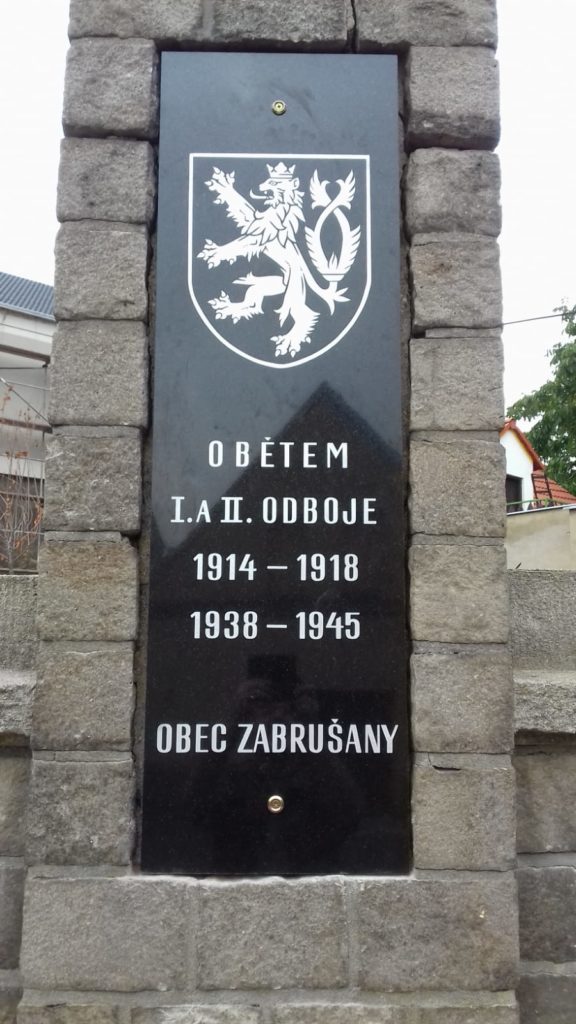 OBĚTEM
I. A II. ODBOJE
1914 – 1918
1938 – 1945
OBEC ZABRUŠANY